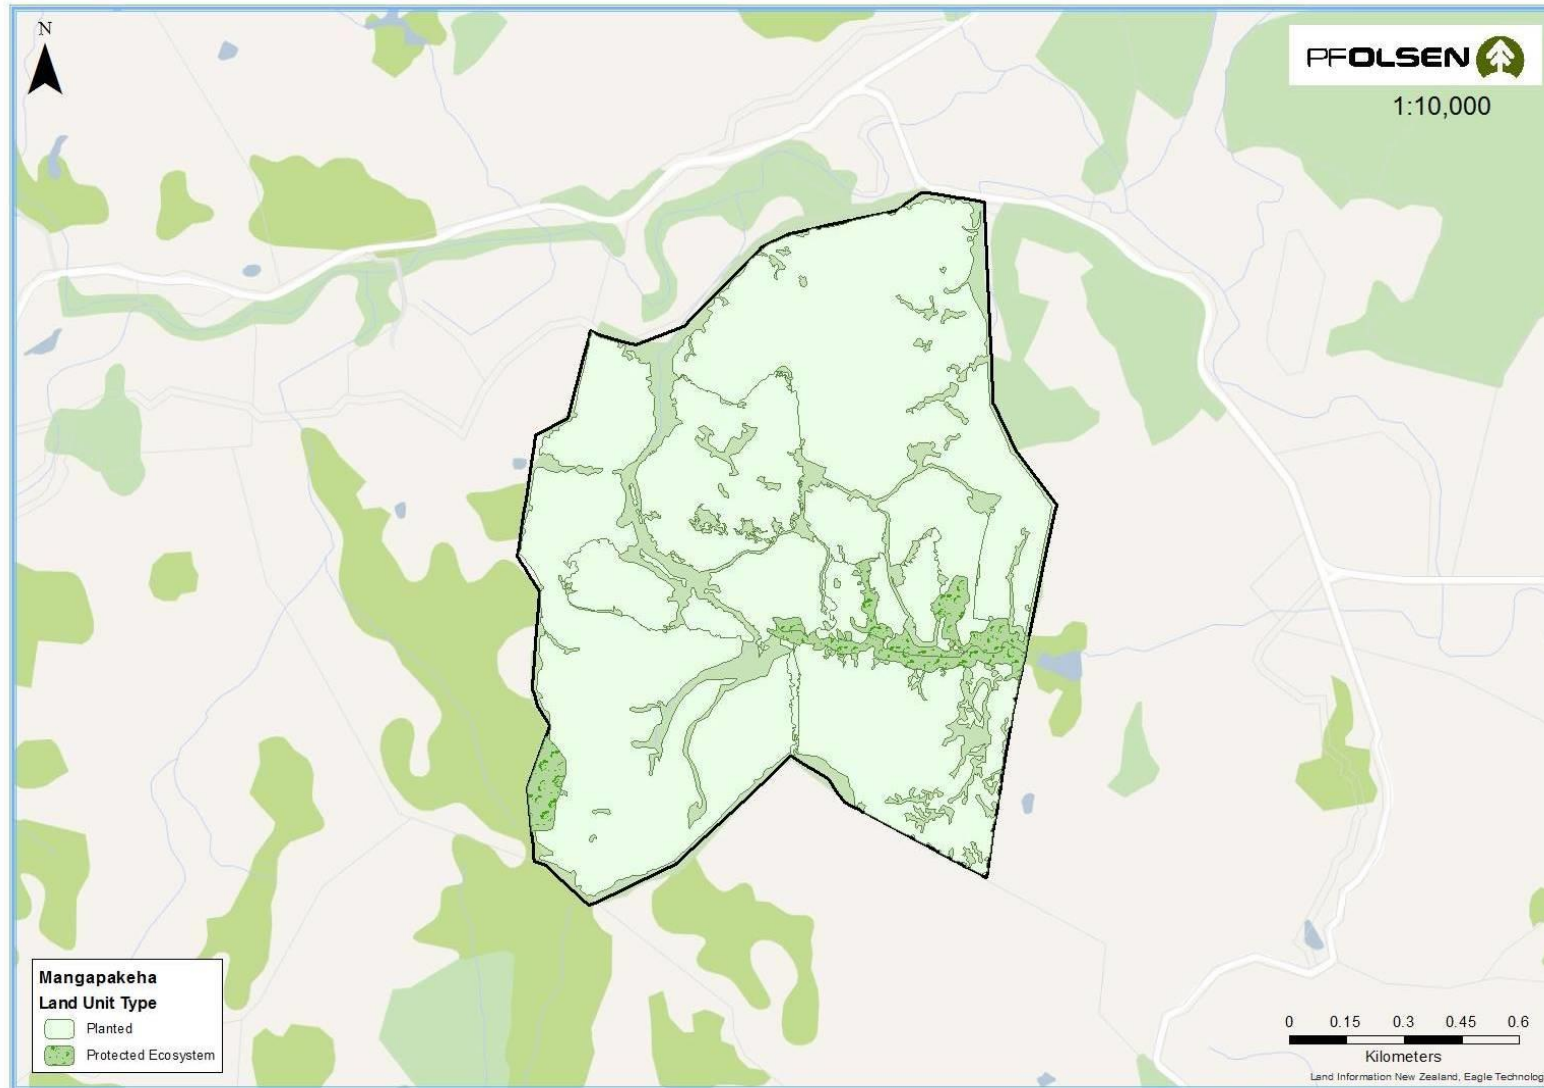 N
PFOLSEN
1:10,000
Mangapakeha
Land Unit Type
Planted
Protected Ecosystem
0 0.15 0.3 0.45 0.6
Kilometers
Land Information New Zealand, Eagle Technolog